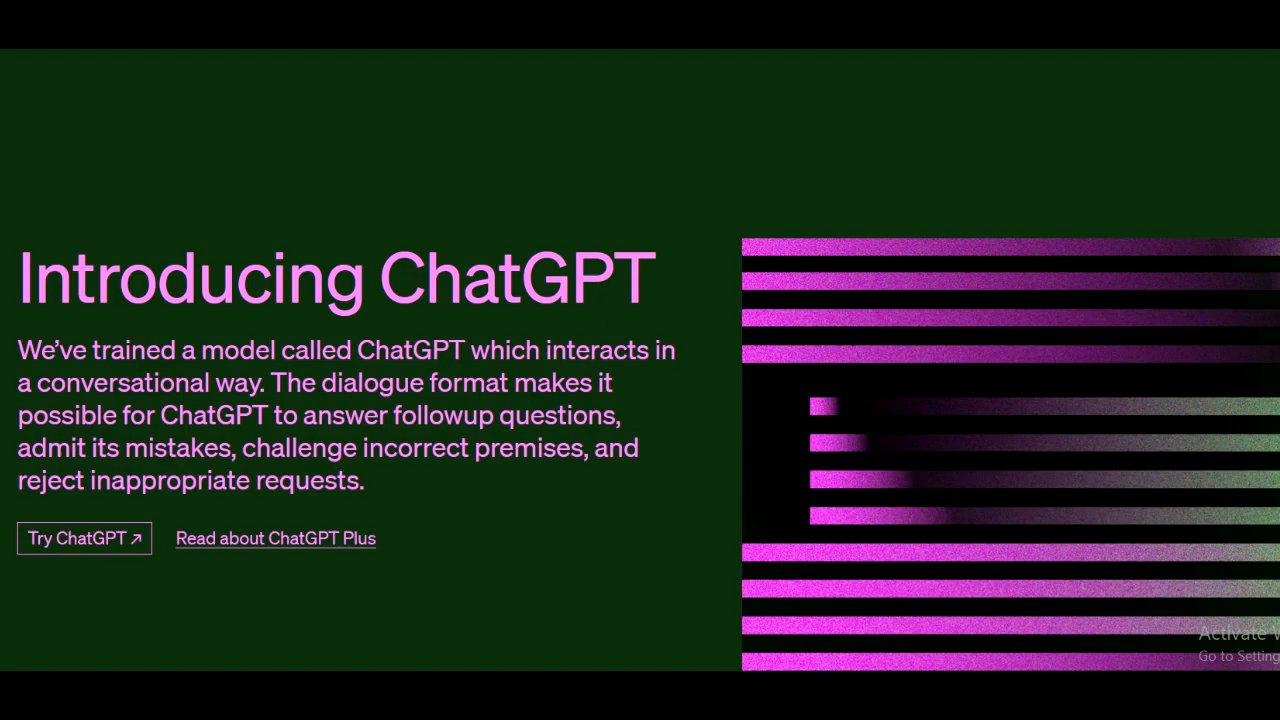 Introducing ChatGPT
We’ve trained a model called ChatGPT which interacts in
a conversational way. The dialogue format makes it
possible for ChatGPT to answer followup questions,
admit its mistakes, challenge incorrect premises, and
reject inappropriate requests.
Try ChatGPT ↗
Read about ChatGPT Plus
Activate
Go to Setting